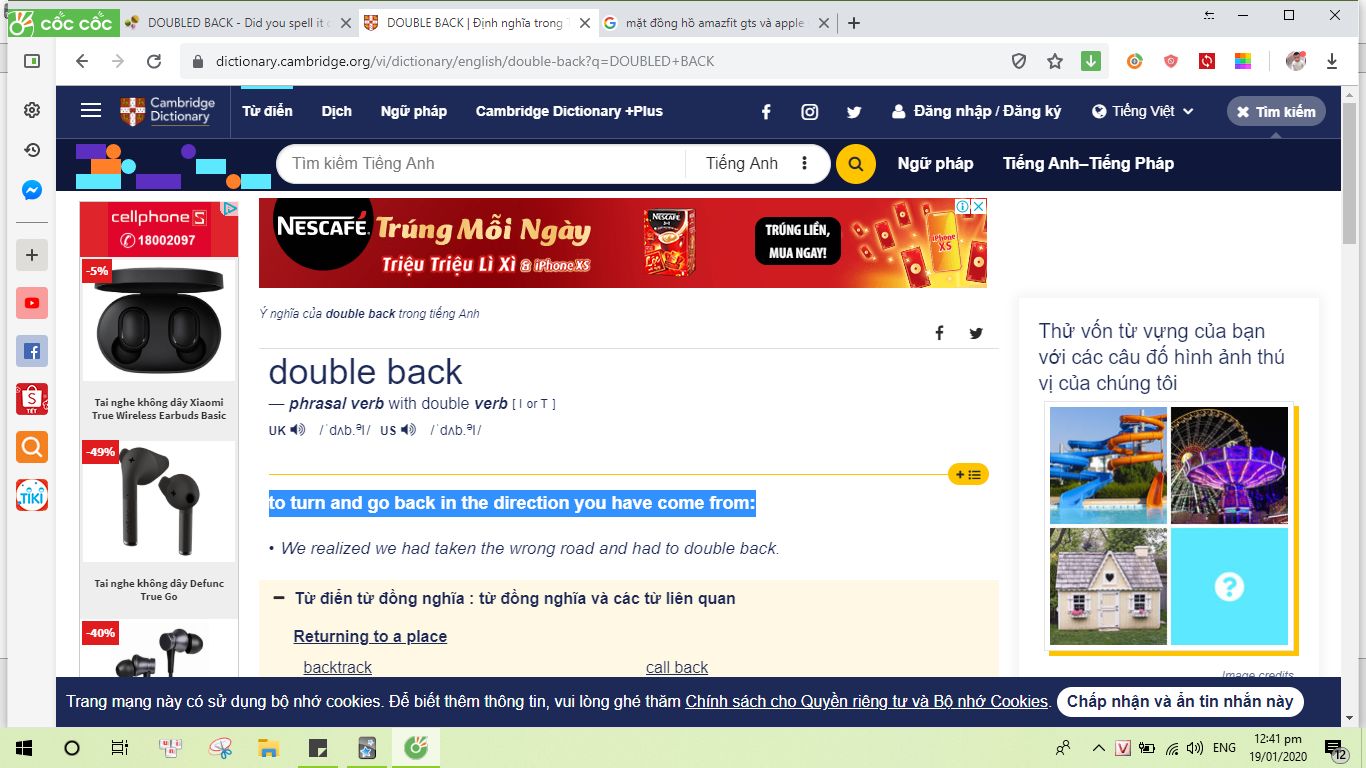 cốc cốc
DOUBLED BACK - Did you spell it c
DOUBLE BACK | Định nghĩa trong T
mặt đồng hồ amazfit gts và apple
dictionary.cambridge.org/vi/dictionary/english/double-back?q=DOUBLED+BACK
Cambridge
Dictionary
Từ điển
Dịch
Ngữ pháp
Cambridge Dictionary +Plus
Đăng nhập / Đăng ký
Tiếng Việt
Tìm kiếm
Tìm kiếm Tiếng Anh
Tiếng Anh
Ngữ pháp
Tiếng Anh–Tiếng Pháp
cellphone S
18002097
-5%
Tai nghe không dây Xiaomi
True Wireless Earbuds Basic
-49%
Tai nghe không dây Defunc
True Go
-40%
NESCAFÉ.
Trúng Mỗi Ngày
Triệu Triệu Lì Xì & iPhone XS
NESCAFÉ
TRÚNG LIỀN,
MUA NGAY!
iPhone
XS
Ý nghĩa của double back trong tiếng Anh
double back
— phrasal verb with double verb [ I or T ]
UK /ˈdʌb.əl/ US /ˈdʌb.əl/
to turn and go back in the direction you have come from:
• We realized we had taken the wrong road and had to double back.
Từ điển từ đồng nghĩa : từ đồng nghĩa và các từ liên quan
Returning to a place
backtrack
call back
Thử vốn từ vựng của bạn
với các câu đố hình ảnh thú
vị của chúng tôi
?
Image credits
Trang mạng này có sử dụng bộ nhớ cookies. Để biết thêm thông tin, vui lòng ghé thăm Chính sách cho Quyền riêng tư và Bộ nhớ Cookies.
Chấp nhận và ẩn tin nhắn này
TẾT
TIKI
ENG
12:41 pm
19/01/2020
12